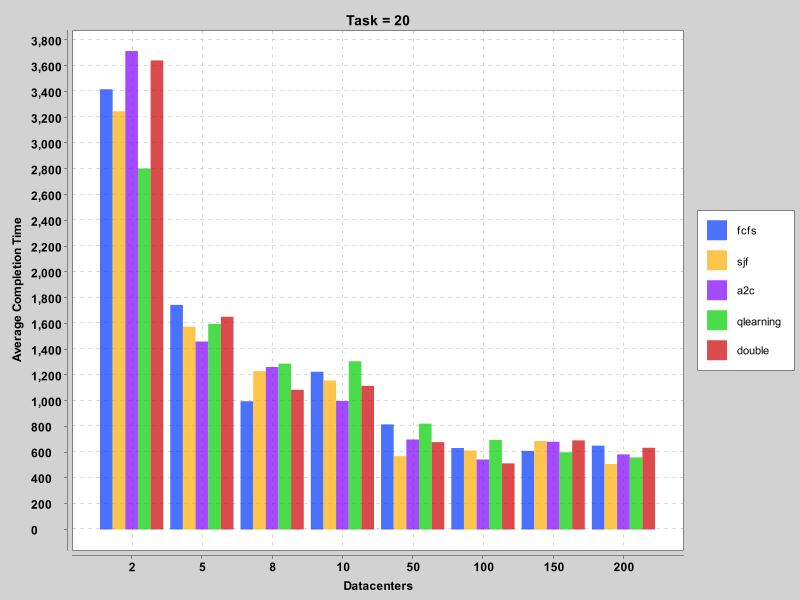 Task = 20
3,800
3,600
3,400
3,200
3,000
2,800
2,600
2,400
2,200
2,000
1,800
1,600
1,400
1,200
1,000
800
600
400
200
0
Average Completion Time
2 5 8 10 50 100 150 200
Datacenters
fcfs
sjf
a2c
qlearning
double